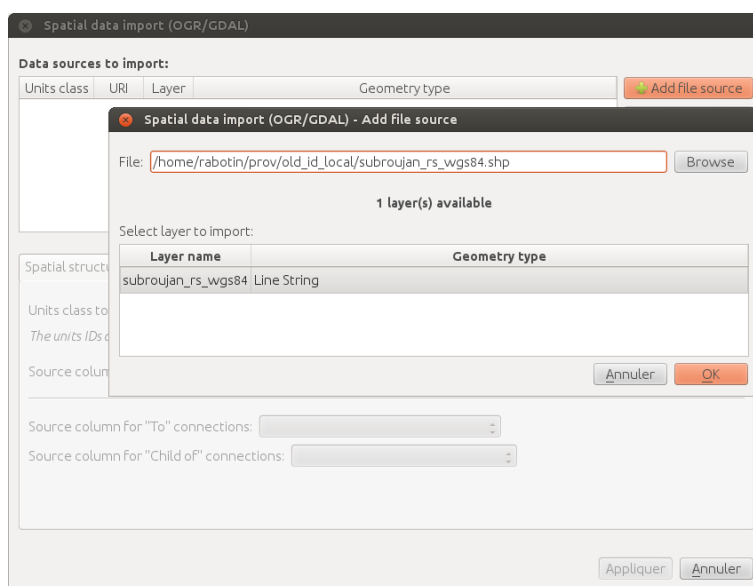 Spatial data import (OGR/GDAL)
Data sources to import:
Units class URI Layer Geometry type
Add file source
Spatial data import (OGR/GDAL) - Add file source
File: /home/rabotin/prov/old_id_local/subroujan_rs_wgs84.shp Browse
1 layer(s) available
Select layer to import:
Layer name Geometry type
subroujan_rs_wgs84 Line String
Annuler OK
Spatial
Units class to
The units IDs
Source
Source column for "To" connections:
Source column for "Child of" connections:
Appliquer Annuler